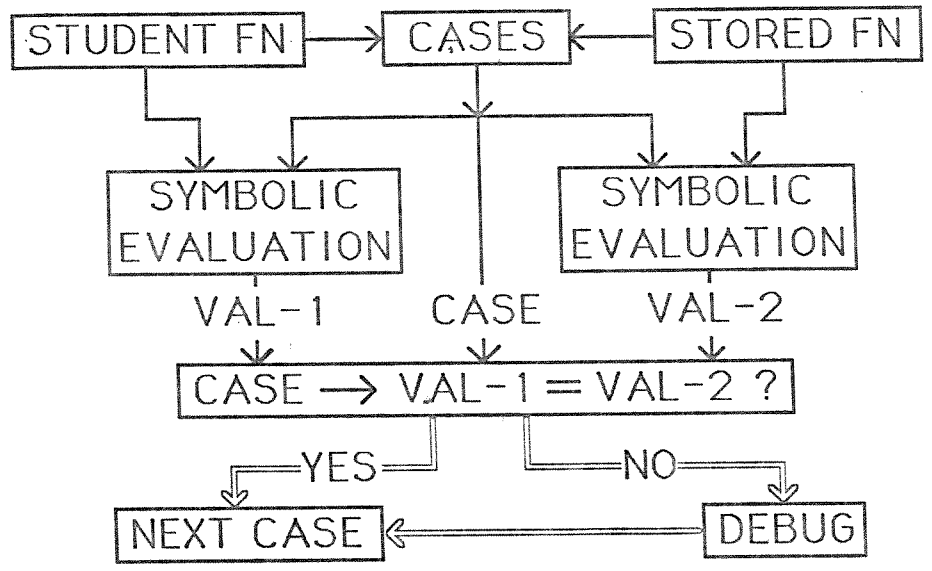 STUDENT FN
CASES
STORED FN
SYMBOLIC
EVALUATION
SYMBOLIC
EVALUATION
VAL-1
CASE
VAL-2
CASE → VAL-1 = VAL-2 ?
YES
NO
NEXT CASE
DEBUG